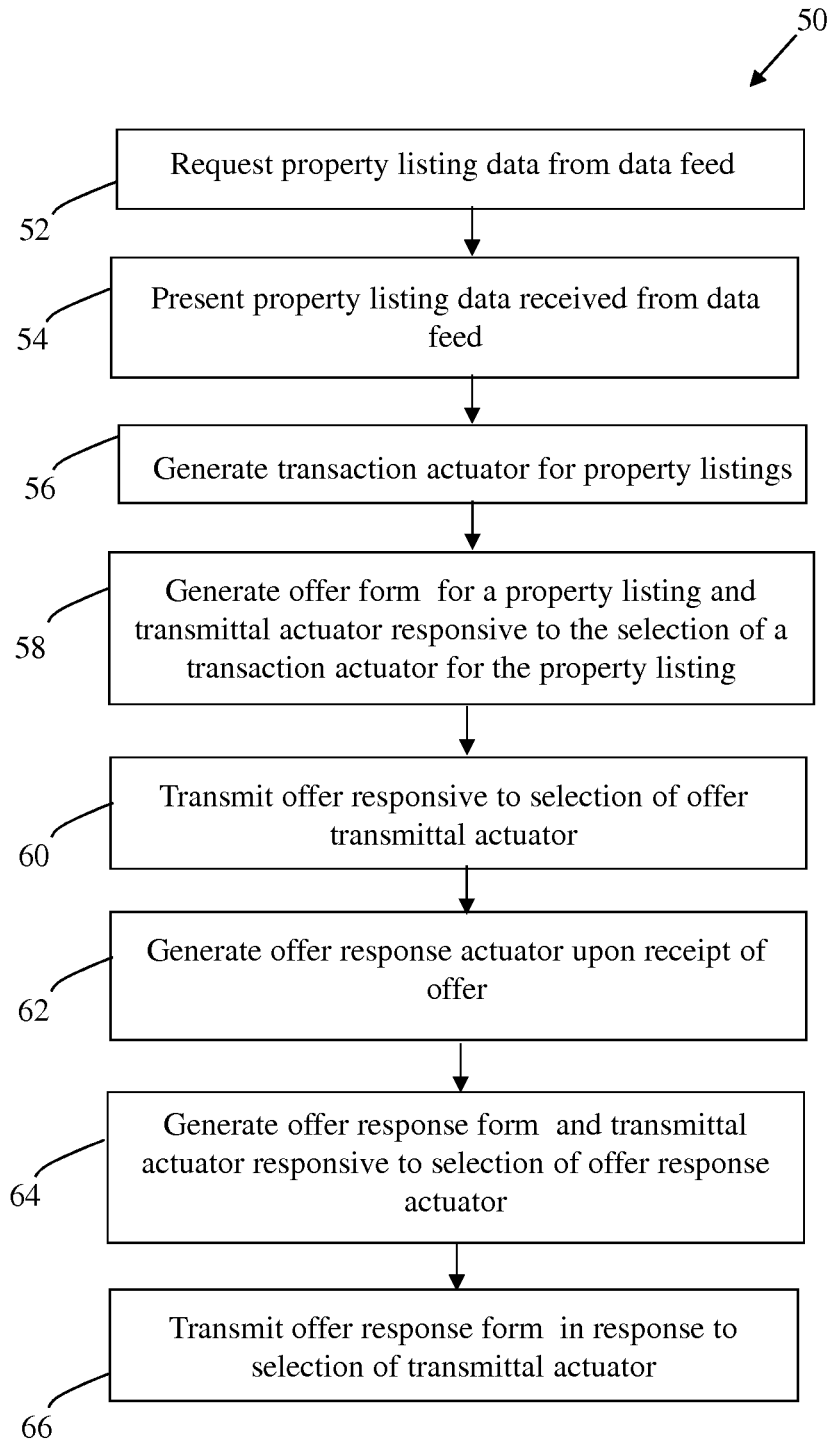 50
Request property listing data from data feed
52
Present property listing data received from data
feed
54
Generate transaction actuator for property listings
56
Generate offer form for a property listing and
transmittal actuator responsive to the selection of a
transaction actuator for the property listing
58
Transmit offer responsive to selection of offer
transmittal actuator
60
Generate offer response actuator upon receipt of
offer
62
Generate offer response form and transmittal
actuator responsive to selection of offer response
actuator
64
Transmit offer response form in response to
selection of transmittal actuator
66